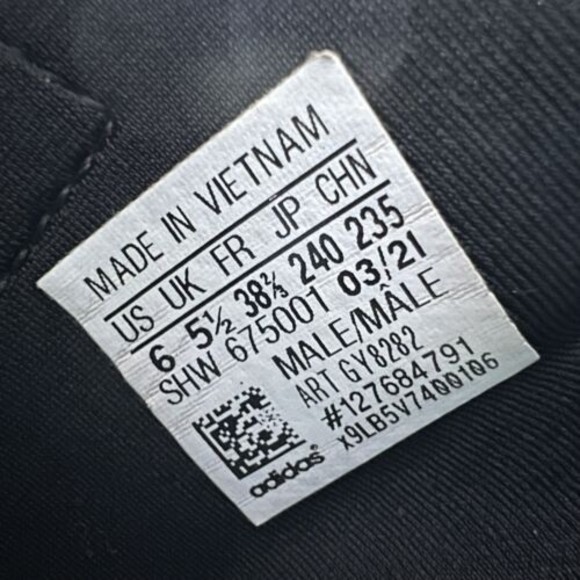 MADE IN VIETNAM
US UK FR JP CHN
6 5½ 38⅔ 240 235
SHW 675001 03/21
MALE/MÂLE
ART GY8282
#127684791
x9LB5V7400106
adidas®